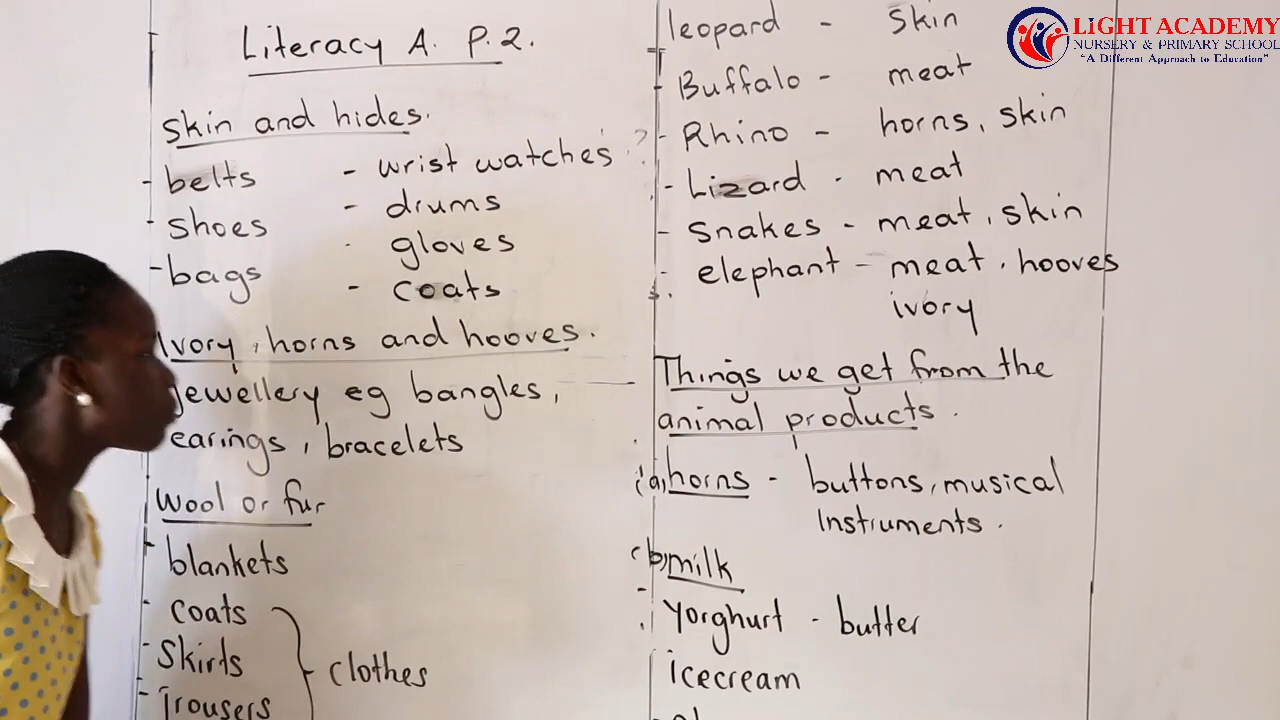 Literacy A. P.2.
Skin and hides.
- belts - wrist watches
- shoes - drums
- bags - gloves
- coats
Ivory, horns and hooves.
jewellery eg bangles,
earings, bracelets
Wool or fur
- blankets
- coats
- Skirts
- Trousers
clothes
leopard - skin
- Buffalo - meat
- Rhino - horns, skin
- Lizard - meat
- Snakes - meat, skin
- elephant - meat, hooves
ivory
Things we get from the
animal products.
(a) horns - buttons, musical
Instruments.
(b) milk
- yorghurt - butter
icecream
LIGHT ACADEMY
NURSERY & PRIMARY SCHOOL
"A Different Approach to Education"